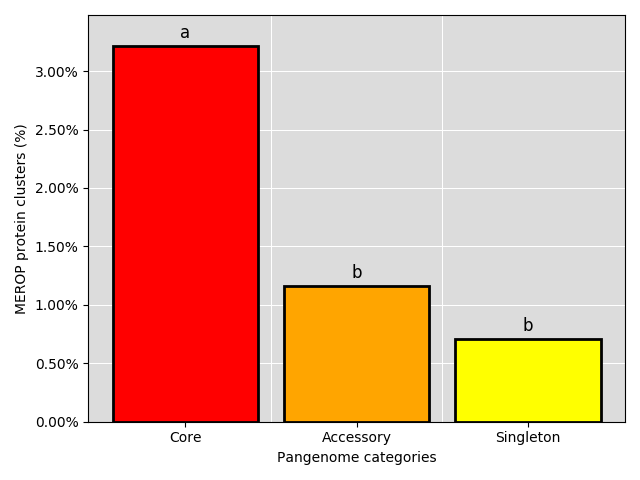 a
3.00%
2.50%
2.00%
1.50%
b
1.00%
b
0.50%
0.00%
MEROP protein clusters (%)
Core
Accessory
Singleton
Pangenome categories